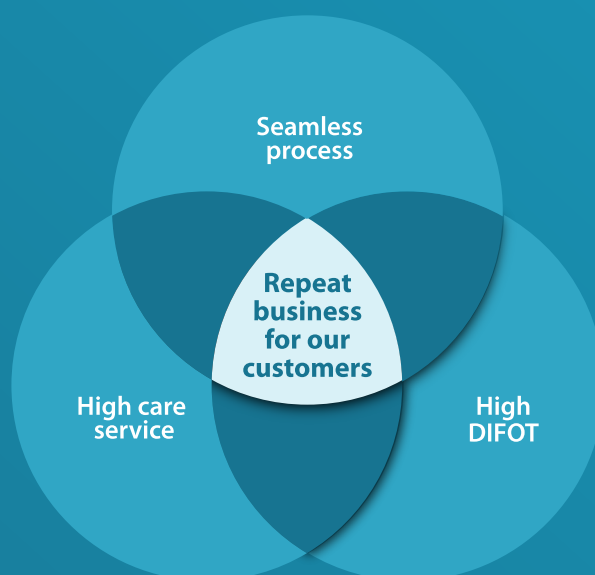 Seamless
process
Repeat
business
for our
customers
High care
service
High
DIFOT